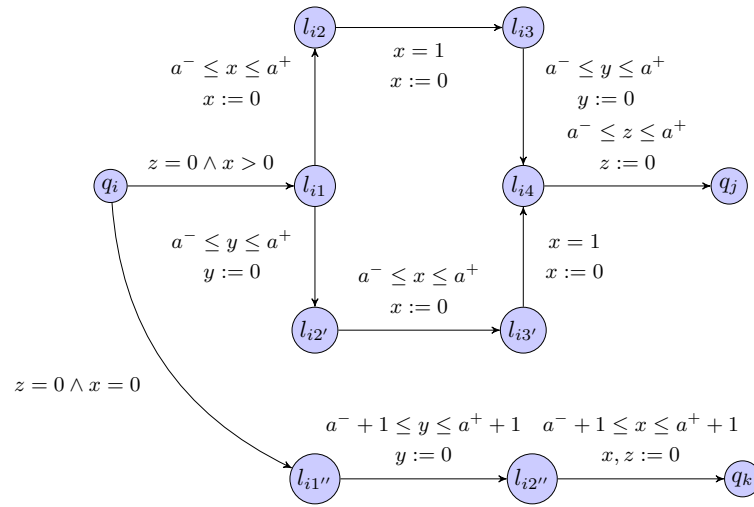 l_{i2}
l_{i3}
x = 1
x := 0
a^- ≤ x ≤ a^+
x := 0
a^- ≤ y ≤ a^+
y := 0
a^- ≤ z ≤ a^+
z := 0
z = 0 ∧ x > 0
q_i
l_{i1}
l_{i4}
q_j
a^- ≤ y ≤ a^+
y := 0
a^- ≤ x ≤ a^+
x := 0
x = 1
x := 0
l_{i2'}
l_{i3'}
z = 0 ∧ x = 0
a^- + 1 ≤ y ≤ a^+ + 1
y := 0
a^- + 1 ≤ x ≤ a^+ + 1
x, z := 0
l_{i1''}
l_{i2''}
q_k